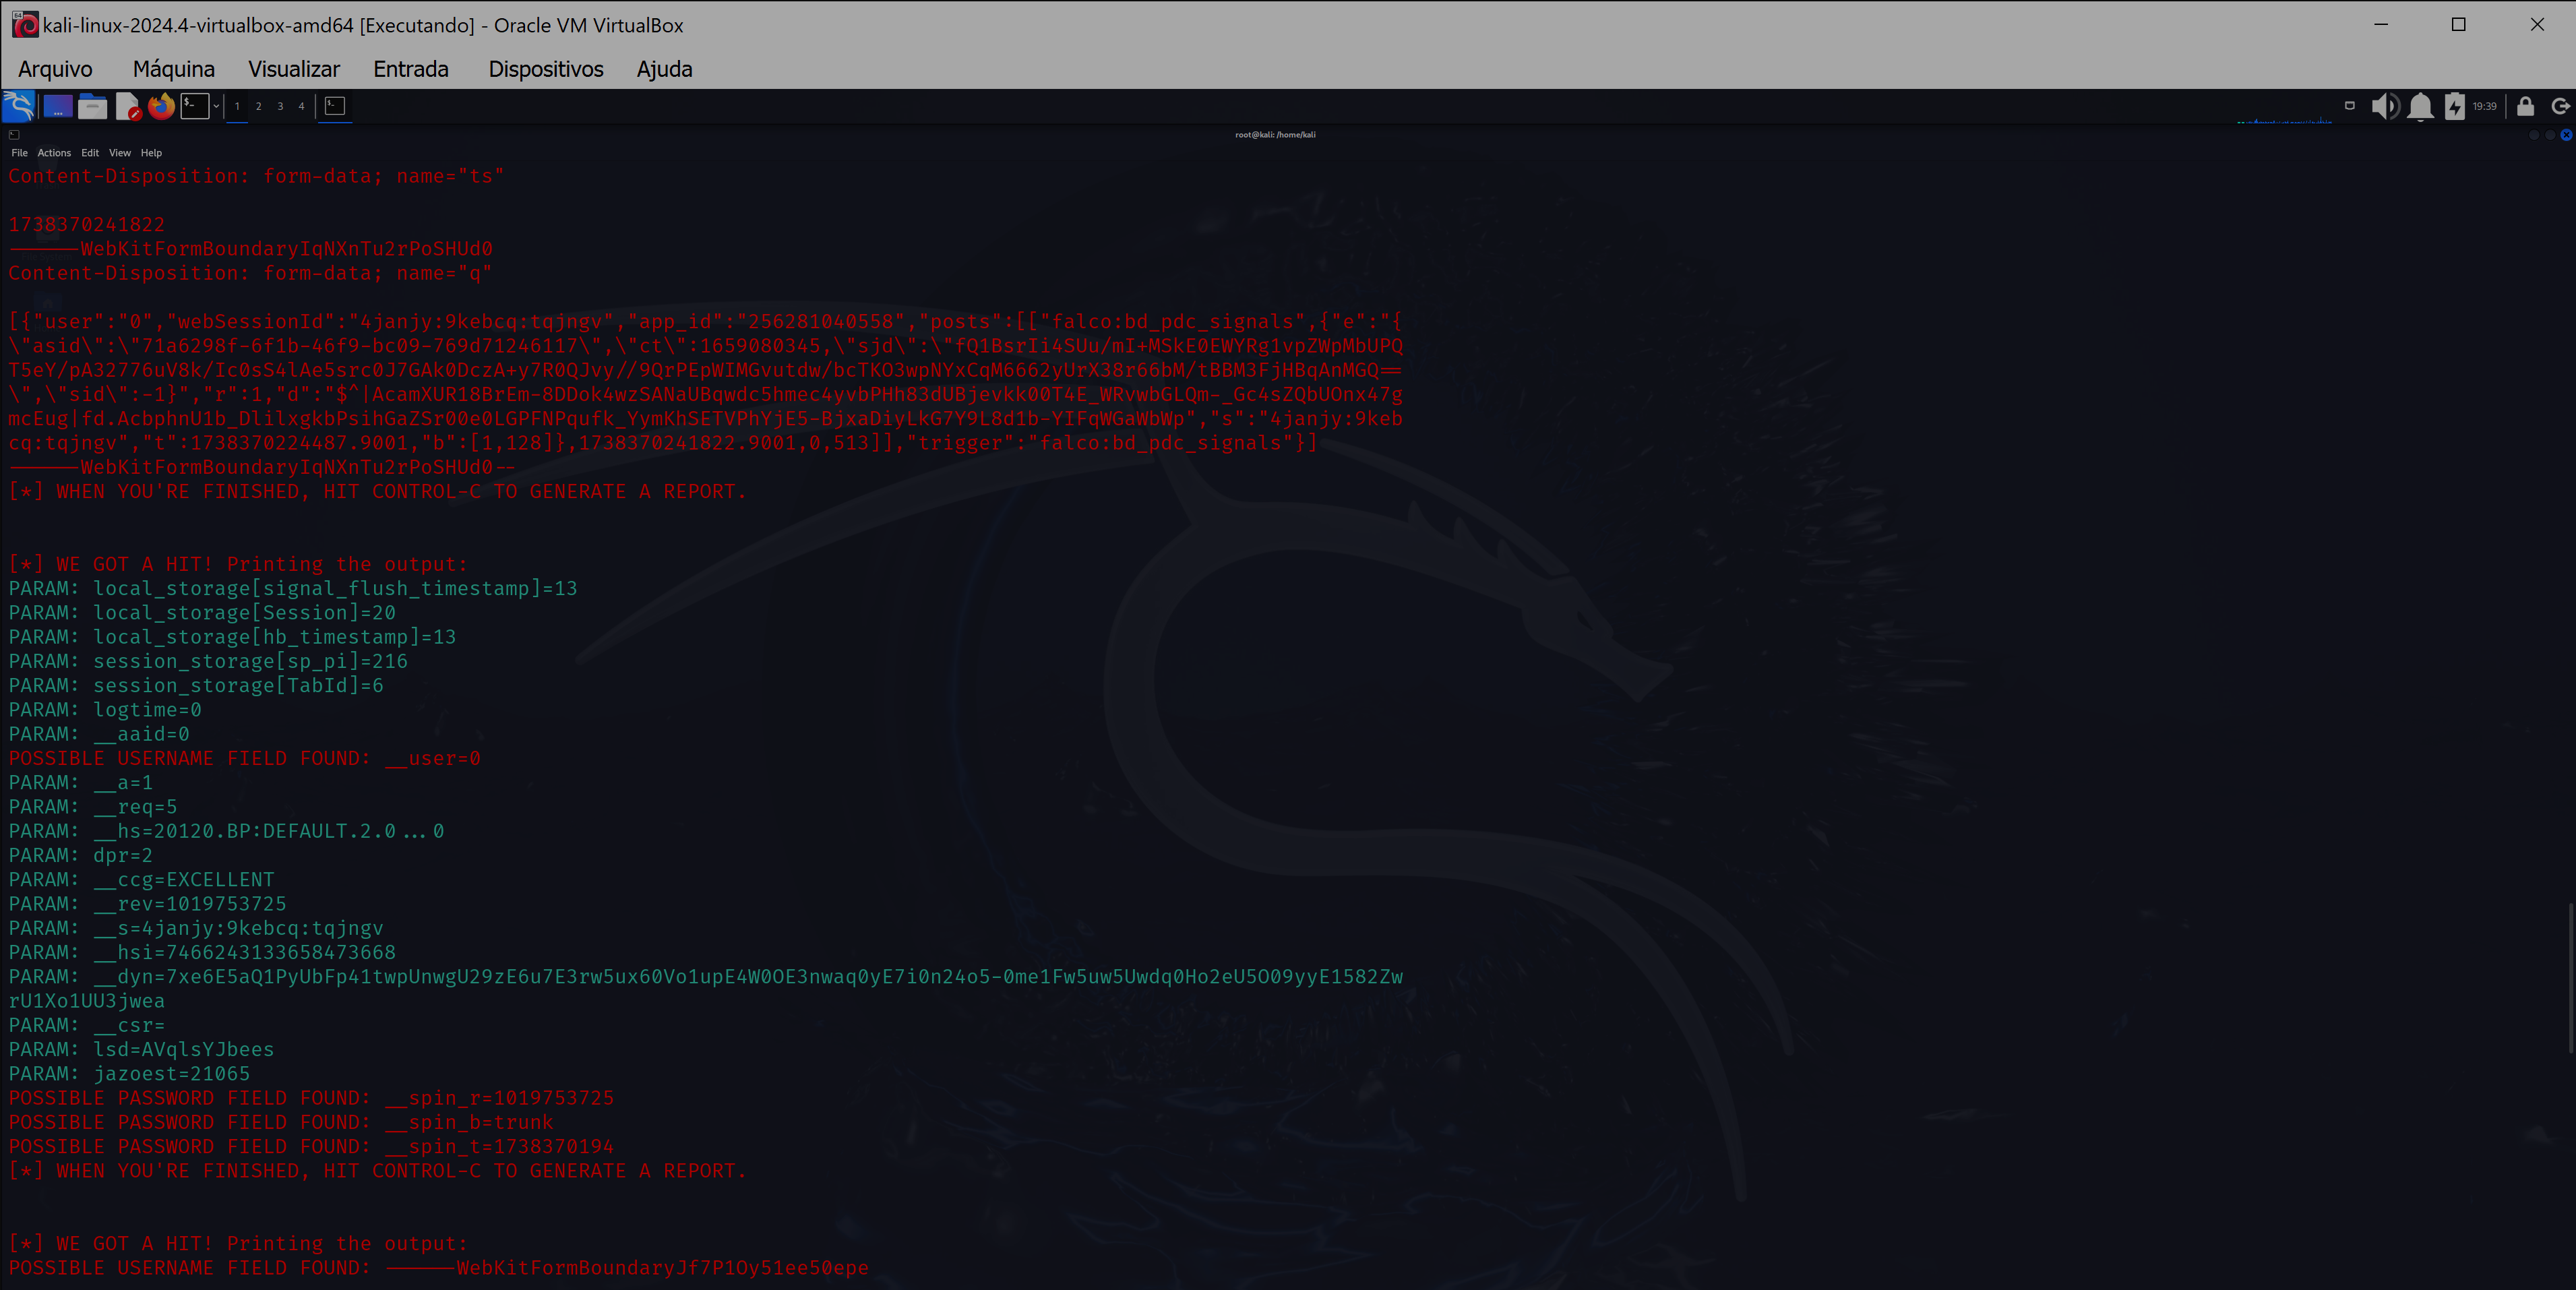 kali-linux-2024.4-virtualbox-amd64 [Executando] - Oracle VM VirtualBox
Arquivo Máquina Visualizar Entrada Dispositivos Ajuda
1 2 3 4 19:39
root@kali: /home/kali
File Actions Edit View Help
Content-Disposition: form-data; name="ts"
1738370241822
------WebKitFormBoundaryIqNXnTu2rPoSHUd0
Content-Disposition: form-data; name="q"
[{"user":"0","webSessionId":"4janjy:9kebcq:tqjngv","app_id":"256281040558","posts":[["falco:bd_pdc_signals",{"e":"{
\"asid\":\"71a6298f-6f1b-46f9-bc09-769d71246117\",\"ct\":1659080345,\"sjd\":\"fQ1BsrIi4SUu/mI+MSkE0EWYRg1vpZWpMbUPQ
T5eY/pA32776uV8k/Ic0sS4lAe5src0J7GAk0DczA+y7R0QJvy//9QrPEpWIMGvutdw/bcTKO3wpNYxCqM6662yUrX38r66bM/tBBM3FjHBqAnMGQ==
\",\"sid\":-1}","r":1,"d":"$^|AcamXUR18BrEm-8DDok4wzSANaUBqwdc5hmec4yvbPHh83dUBjevkk00T4E_WRvwbGLQm-_Gc4sZQbUOnx47g
mcEug|fd.AcbphnU1b_DlilxgkbPsihGaZSr00e0LGPFNPqufk_YymKhSETVPhYjE5-BjxaDiyLkG7Y9L8d1b-YIFqWGaWbWp","s":"4janjy:9keb
cq:tqjngv","t":1738370224487.9001,"b":[1,128]},1738370241822.9001,0,513]],"trigger":"falco:bd_pdc_signals"}]
------WebKitFormBoundaryIqNXnTu2rPoSHUd0--
[*] WHEN YOU'RE FINISHED, HIT CONTROL-C TO GENERATE A REPORT.
[*] WE GOT A HIT! Printing the output:
PARAM: local_storage[signal_flush_timestamp]=13
PARAM: local_storage[Session]=20
PARAM: local_storage[hb_timestamp]=13
PARAM: session_storage[sp_pi]=216
PARAM: session_storage[TabId]=6
PARAM: logtime=0
PARAM: __aaid=0
POSSIBLE USERNAME FIELD FOUND: __user=0
PARAM: __a=1
PARAM: __req=5
PARAM: __hs=20120.BP:DEFAULT.2.0...0
PARAM: dpr=2
PARAM: __ccg=EXCELLENT
PARAM: __rev=1019753725
PARAM: __s=4janjy:9kebcq:tqjngv
PARAM: __hsi=7466243133658473668
PARAM: __dyn=7xe6E5aQ1PyUbFp41twpUnwgU29zE6u7E3rw5ux60Vo1upE4W0OE3nwaq0yE7i0n24o5-0me1Fw5uw5Uwdq0Ho2eU5O09yyE1582Zw
rU1Xo1UU3jwea
PARAM: __csr=
PARAM: lsd=AVqlsYJbees
PARAM: jazoest=21065
POSSIBLE PASSWORD FIELD FOUND: __spin_r=1019753725
POSSIBLE PASSWORD FIELD FOUND: __spin_b=trunk
POSSIBLE PASSWORD FIELD FOUND: __spin_t=1738370194
[*] WHEN YOU'RE FINISHED, HIT CONTROL-C TO GENERATE A REPORT.
[*] WE GOT A HIT! Printing the output:
POSSIBLE USERNAME FIELD FOUND: ------WebKitFormBoundaryJf7P1Oy51ee50epe